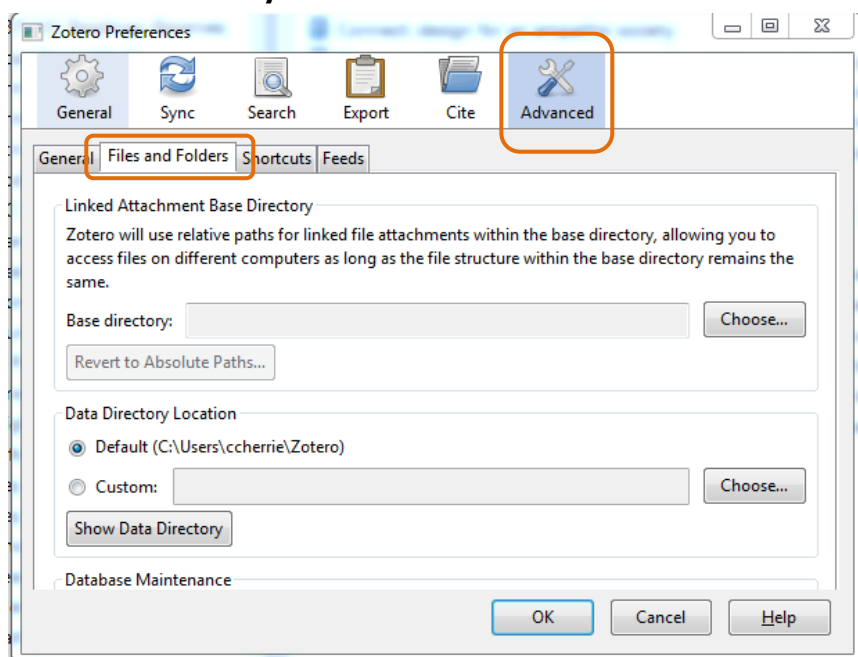 Zotero Preferences
General Sync Search Export Cite Advanced
General Files and Folders Shortcuts Feeds
Linked Attachment Base Directory
Zotero will use relative paths for linked file attachments within the base directory, allowing you to
access files on different computers as long as the file structure within the base directory remains the
same.
Base directory: Choose...
Revert to Absolute Paths...
Data Directory Location
Default (C:\Users\ccherrie\Zotero)
Custom: Choose...
Show Data Directory
Database Maintenance
OK Cancel Help